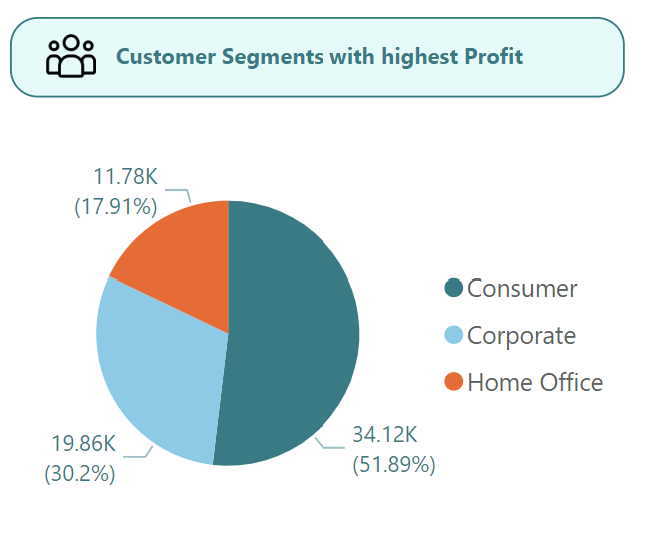 Customer Segments with highest Profit
11.78K
(17.91%)
Consumer
Corporate
Home Office
19.86K
(30.2%)
34.12K
(51.89%)